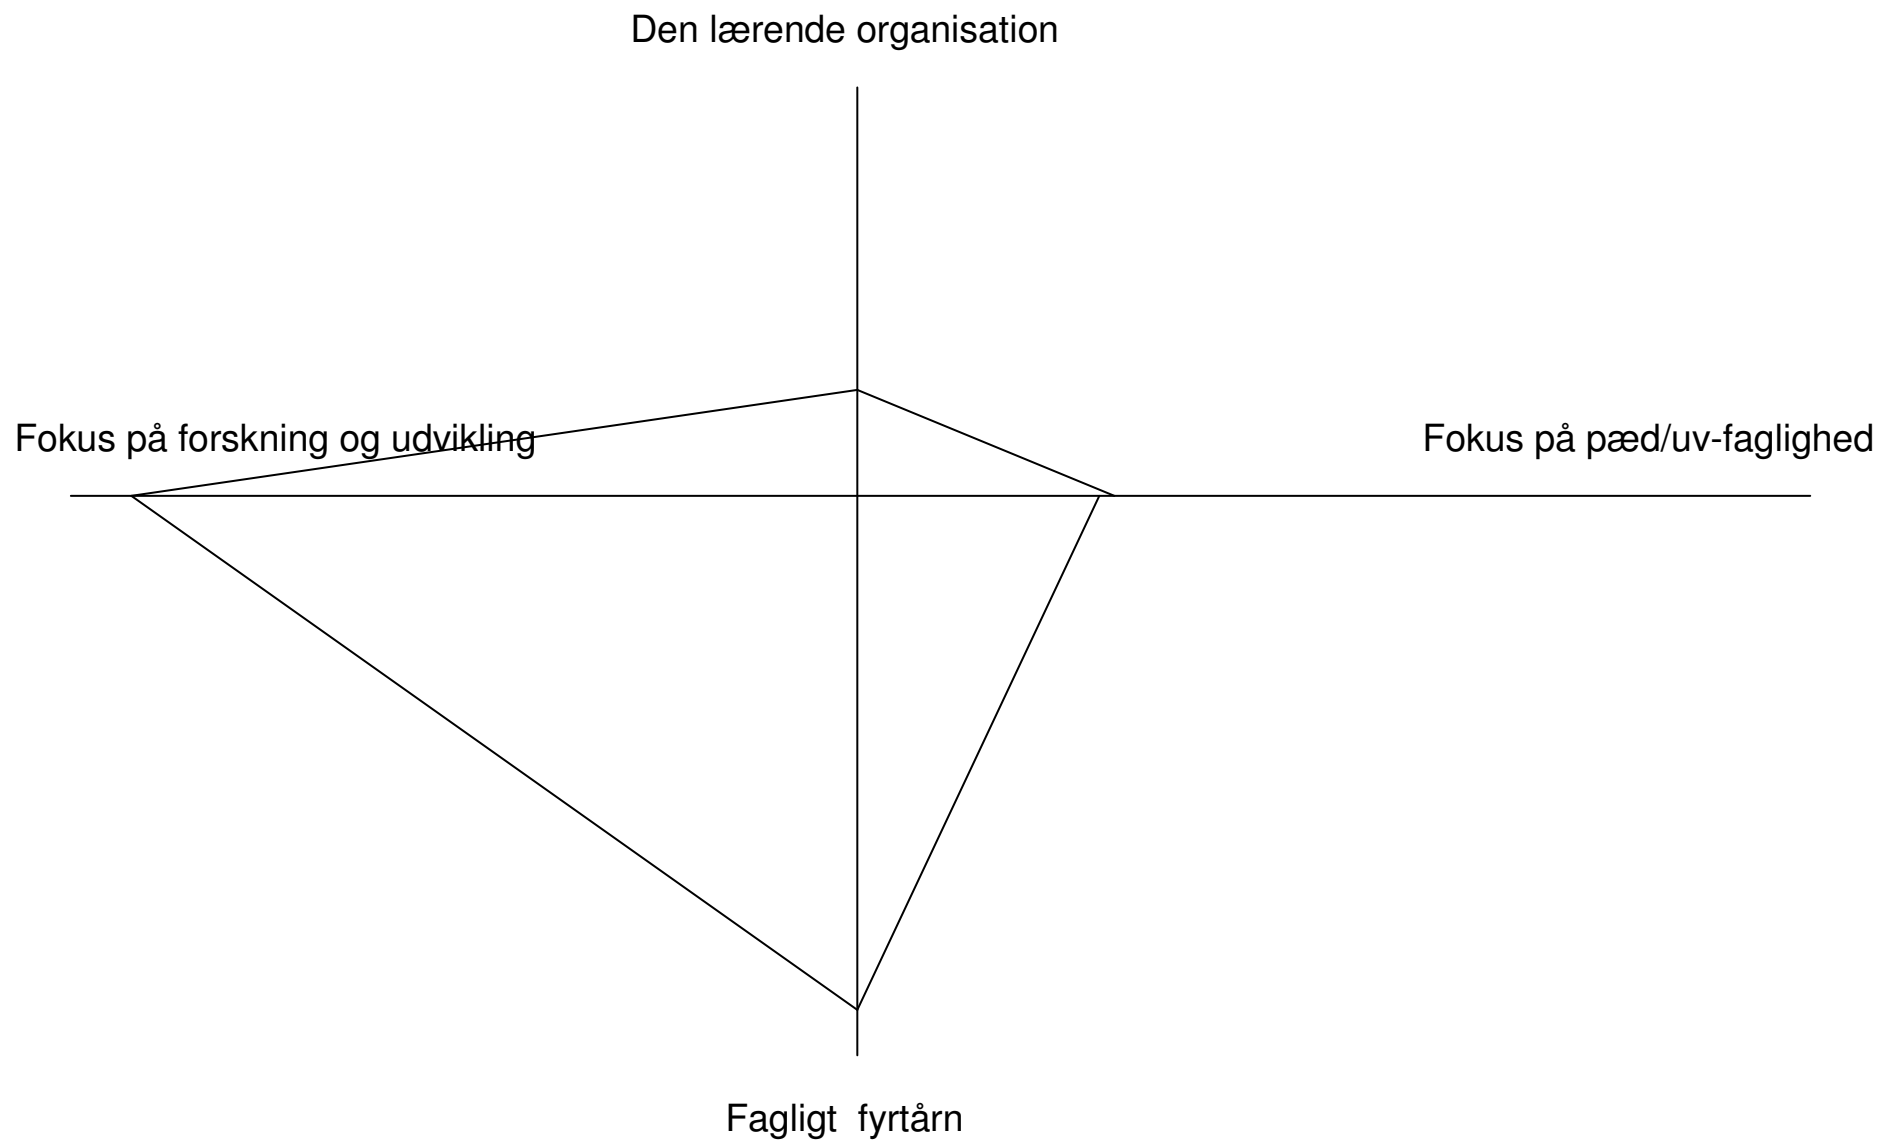 Den lærende organisation
Fokus på forskning og udvikling
Fokus på pæd/uv-faglighed
Fagligt  fyrtårn